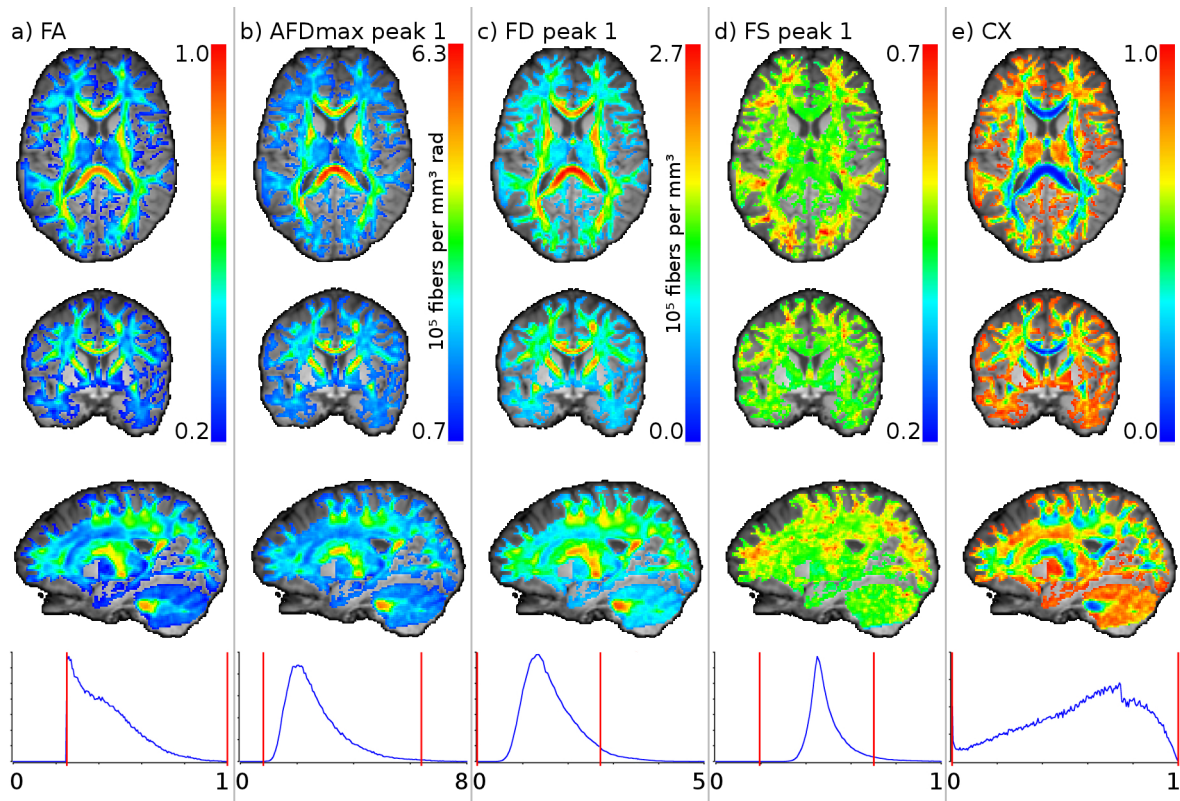 a) FA
1.0
0.2
0 1
b) AFDmax peak 1
6.3
10⁵ fibers per mm³ rad
0.7
0 8
c) FD peak 1
2.7
10⁵ fibers per mm³
0.0
0 5
d) FS peak 1
0.7
0.2
0 1
e) CX
1.0
0.0
0 1